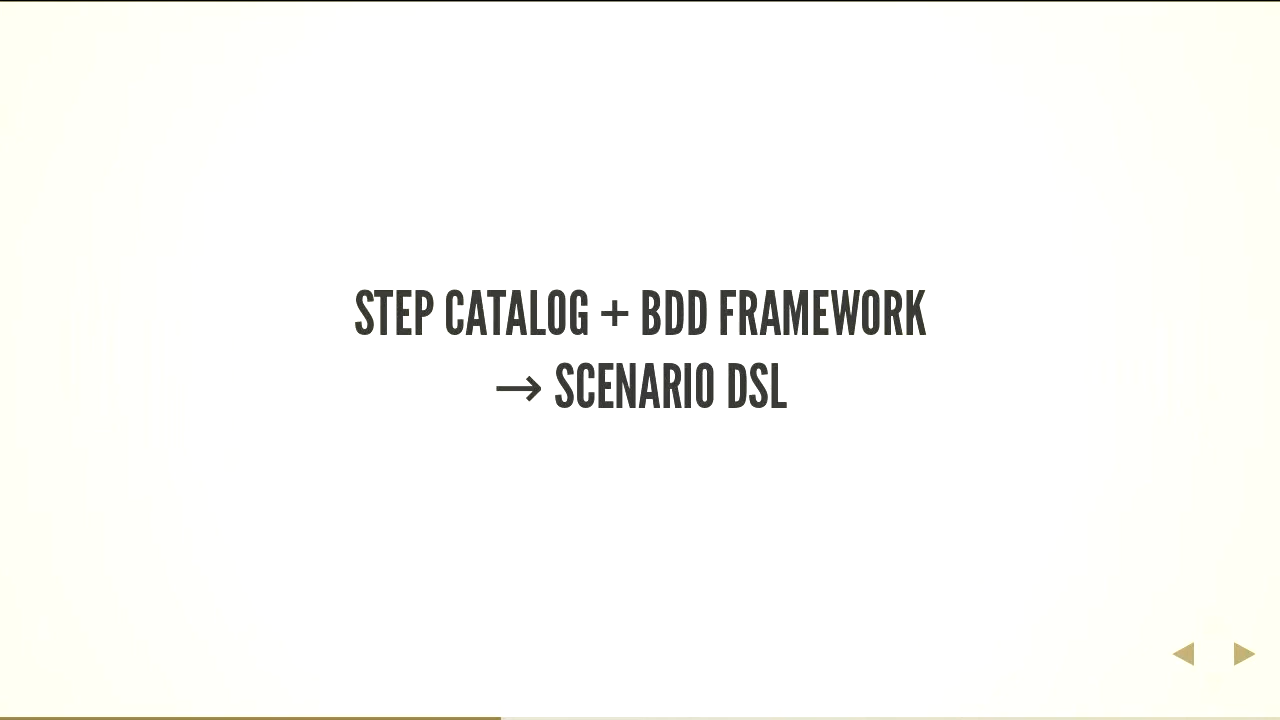 STEP CATALOG + BDD FRAMEWORK
→ SCENARIO DSL